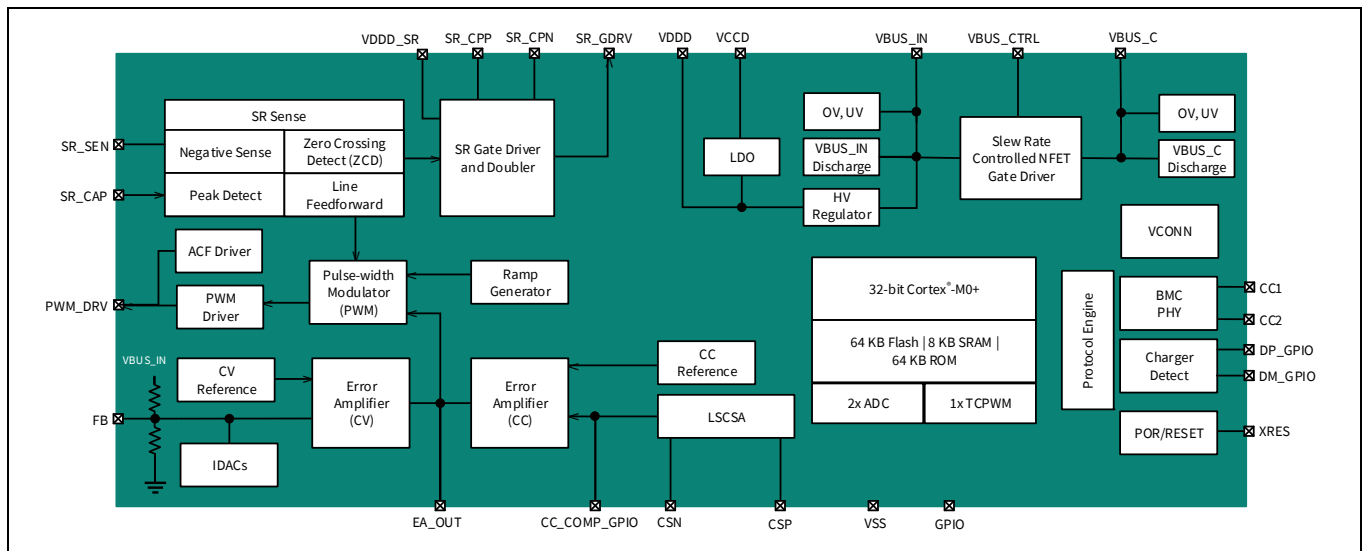 VDDD_SR
SR_CPP
SR_CPN
SR_GDRV
VDDD
VCCD
VBUS_IN
VBUS_CTRL
VBUS_C
SR Sense
Negative Sense
Zero Crossing
Detect (ZCD)
Peak Detect
Line
Feedforward
SR_SEN
SR_CAP
SR Gate Driver
and Doubler
LDO
OV, UV
VBUS_IN
Discharge
HV
Regulator
Slew Rate
Controlled NFET
Gate Driver
OV, UV
VBUS_C
Discharge
ACF Driver
PWM
Driver
PWM_DRV
Pulse-width
Modulator
(PWM)
Ramp
Generator
32-bit Cortex®-M0+
64 KB Flash | 8 KB SRAM |
64 KB ROM
2x ADC
1x TCPWM
Protocol Engine
VCONN
BMC
PHY
CC1
CC2
Charger
Detect
DP_GPIO
DM_GPIO
POR/RESET
XRES
VBUS_IN
CV
Reference
FB
IDACs
Error
Amplifier
(CV)
Error
Amplifier
(CC)
CC
Reference
LSCSA
EA_OUT
CC_COMP_GPIO
CSN
CSP
VSS
GPIO